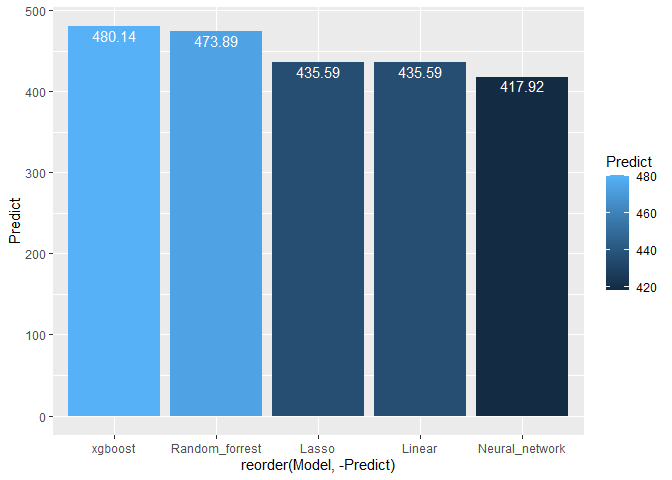 500
400
300
200
100
0
Predict
480.14
473.89
435.59
435.59
417.92
xgboost
Random_forrest
Lasso
Linear
Neural_network
reorder(Model, -Predict)
Predict
480
460
440
420